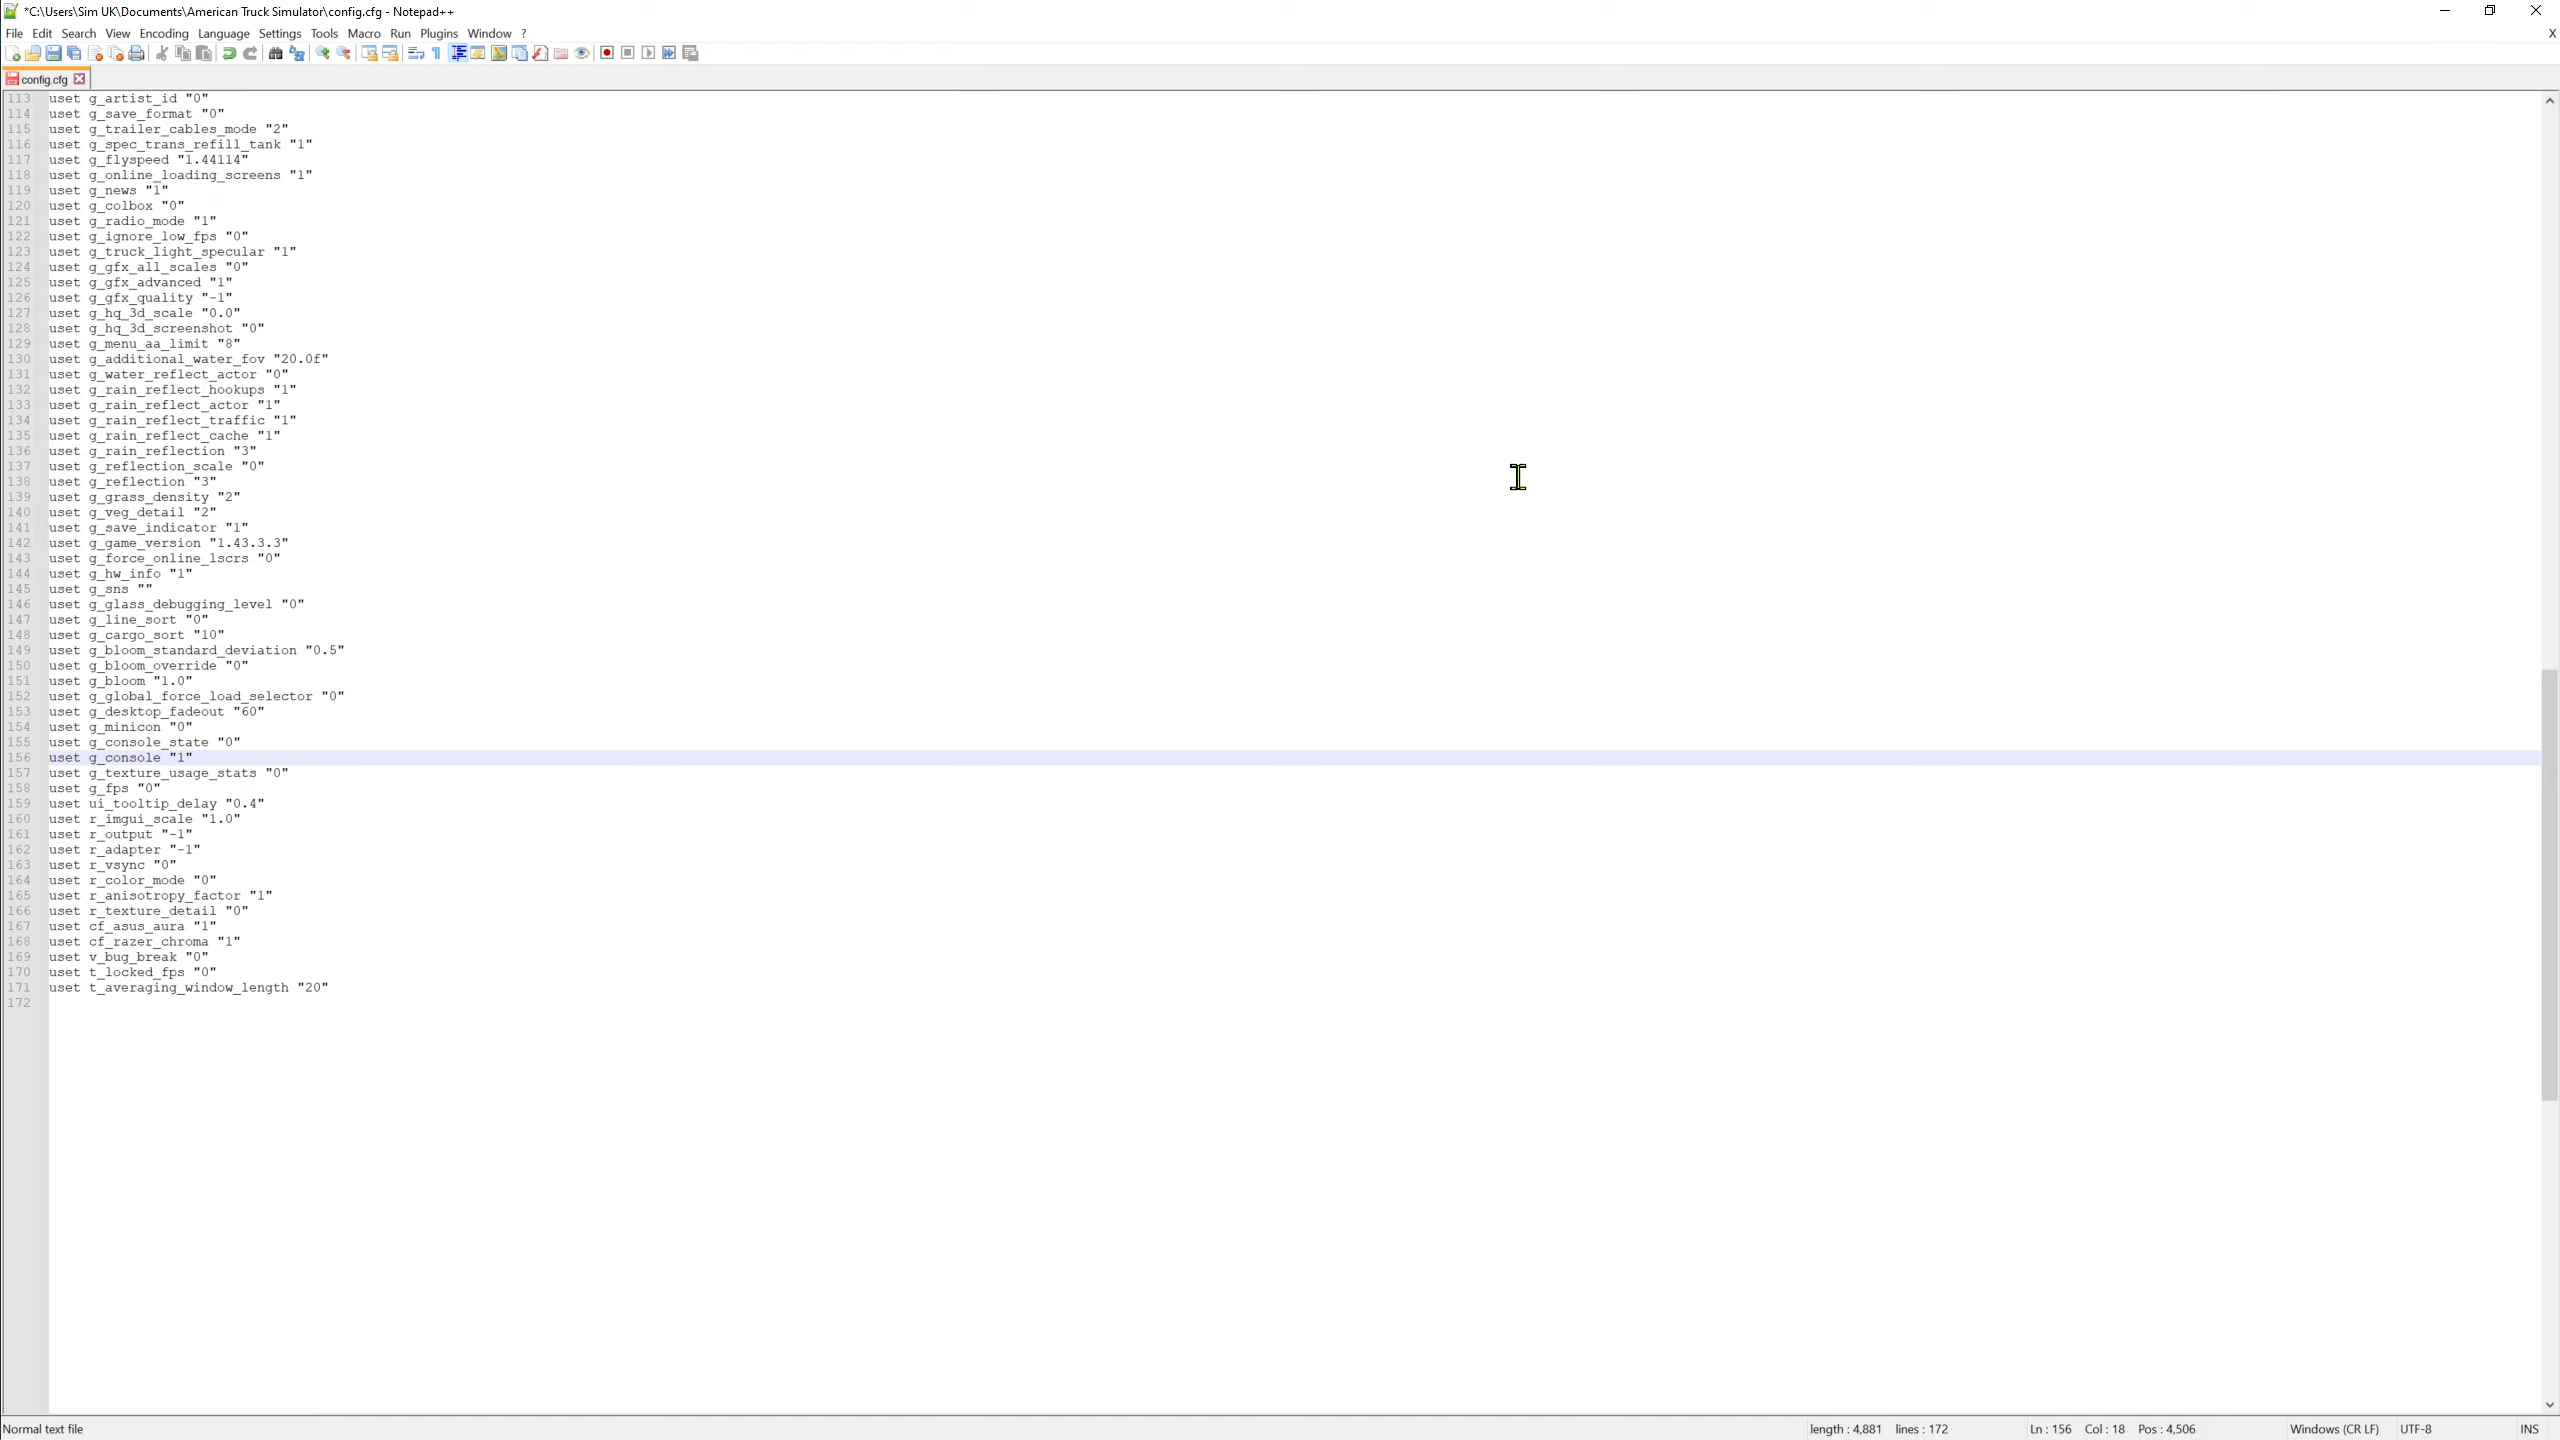 *C:\Users\Sim UK\Documents\American Truck Simulator\config.cfg - Notepad++
File Edit Search View Encoding Language Settings Tools Macro Run Plugins Window ? X
config.cfg
113 uset g_artist_id "0"
114 uset g_save_format "0"
115 uset g_trailer_cables_mode "2"
116 uset g_spec_trans_refill_tank "1"
117 uset g_flyspeed "1.44114"
118 uset g_online_loading_screens "1"
119 uset g_news "1"
120 uset g_colbox "0"
121 uset g_radio_mode "1"
122 uset g_ignore_low_fps "0"
123 uset g_truck_light_specular "1"
124 uset g_gfx_all_scales "0"
125 uset g_gfx_advanced "1"
126 uset g_gfx_quality "-1"
127 uset g_hq_3d_scale "0.0"
128 uset g_hq_3d_screenshot "0"
129 uset g_menu_aa_limit "8"
130 uset g_additional_water_fov "20.0f"
131 uset g_water_reflect_actor "0"
132 uset g_rain_reflect_hookups "1"
133 uset g_rain_reflect_actor "1"
134 uset g_rain_reflect_traffic "1"
135 uset g_rain_reflect_cache "1"
136 uset g_rain_reflection "3"
137 uset g_reflection_scale "0"
138 uset g_reflection "3"
139 uset g_grass_density "2"
140 uset g_veg_detail "2"
141 uset g_save_indicator "1"
142 uset g_game_version "1.43.3.3"
143 uset g_force_online_lscrs "0"
144 uset g_hw_info "1"
145 uset g_sns ""
146 uset g_glass_debugging_level "0"
147 uset g_line_sort "0"
148 uset g_cargo_sort "10"
149 uset g_bloom_standard_deviation "0.5"
150 uset g_bloom_override "0"
151 uset g_bloom "1.0"
152 uset g_global_force_load_selector "0"
153 uset g_desktop_fadeout "60"
154 uset g_minicon "0"
155 uset g_console_state "0"
156 uset g_console "1"
157 uset g_texture_usage_stats "0"
158 uset g_fps "0"
159 uset ui_tooltip_delay "0.4"
160 uset r_imgui_scale "1.0"
161 uset r_output "-1"
162 uset r_adapter "-1"
163 uset r_vsync "0"
164 uset r_color_mode "0"
165 uset r_anisotropy_factor "1"
166 uset r_texture_detail "0"
167 uset cf_asus_aura "1"
168 uset cf_razer_chroma "1"
169 uset v_bug_break "0"
170 uset t_locked_fps "0"
171 uset t_averaging_window_length "20"
172
Normal text file length : 4,881 lines : 172 Ln : 156 Col : 18 Pos : 4,506 Windows (CR LF) UTF-8 INS